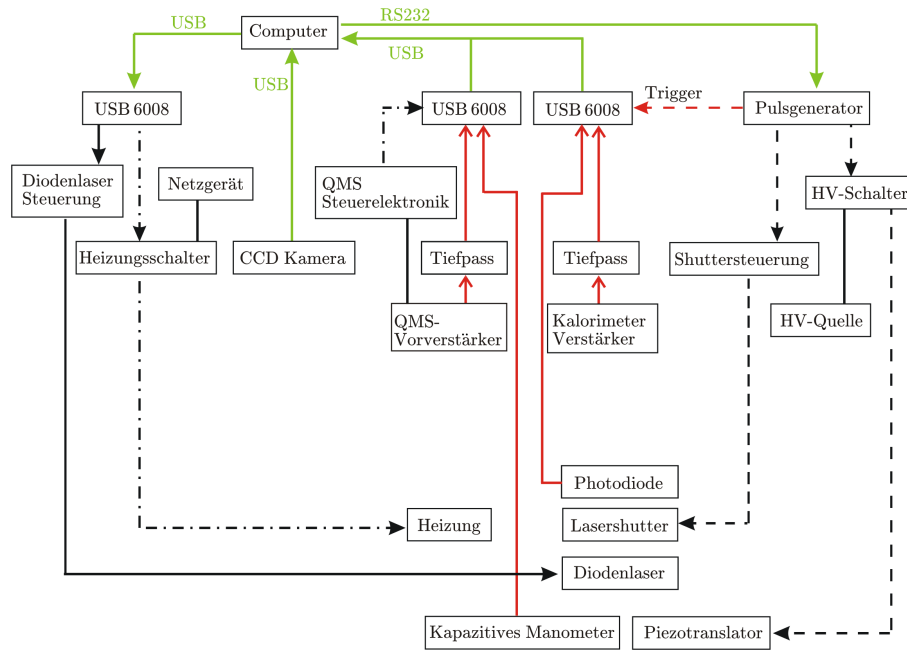 USB
RS232
Computer
USB
USB
USB 6008
USB 6008
USB 6008
Trigger
Pulsgenerator
Diodenlaser
Steuerung
Netzgerät
QMS
Steuerelektronik
HV-Schalter
Heizungsschalter
CCD Kamera
Tiefpass
Tiefpass
Shuttersteuerung
QMS-
Vorverstärker
Kalorimeter
Verstärker
HV-Quelle
Photodiode
Heizung
Lasershutter
Diodenlaser
Kapazitives Manometer
Piezotranslator